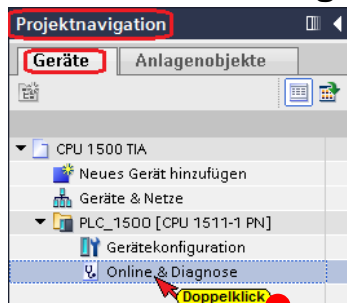 Projektnavigation
Geräte Anlagenobjekte
CPU 1500 TIA
Neues Gerät hinzufügen
Geräte & Netze
PLC_1500 [CPU 1511-1 PN]
Gerätekonfiguration
Online & Diagnose
Doppelklick